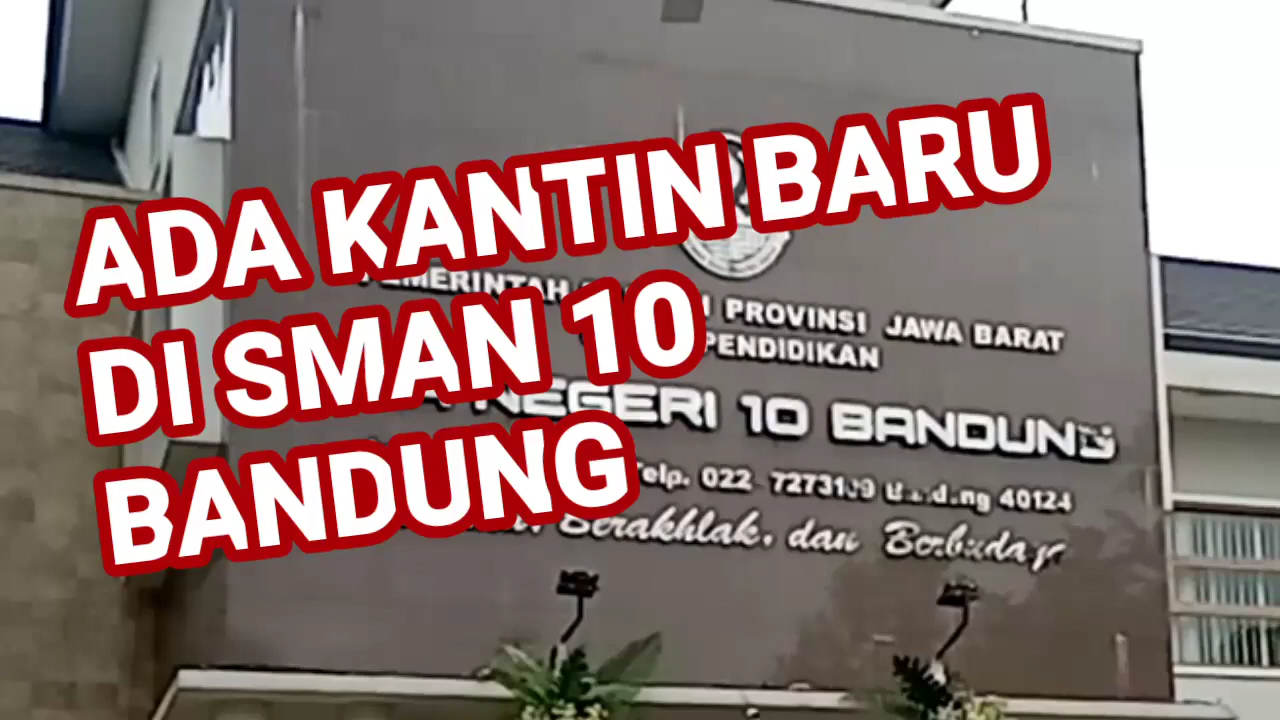 ADA KANTIN BARU
DI SMAN 10
BANDUNG
PEMERINTAH PROVINSI JAWA BARAT
PENDIDIKAN
NEGERI 10 BANDUNG
Telp. 022 40124
Berakhlak, dan Berbudaya